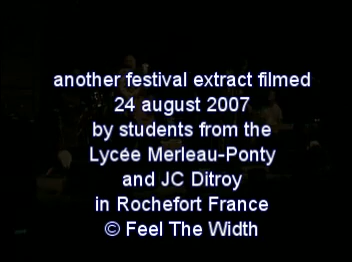 another festival extract filmed
24 august 2007
by students from the
Lycée Merleau-Ponty
and JC Ditroy
in Rochefort France
© Feel The Width